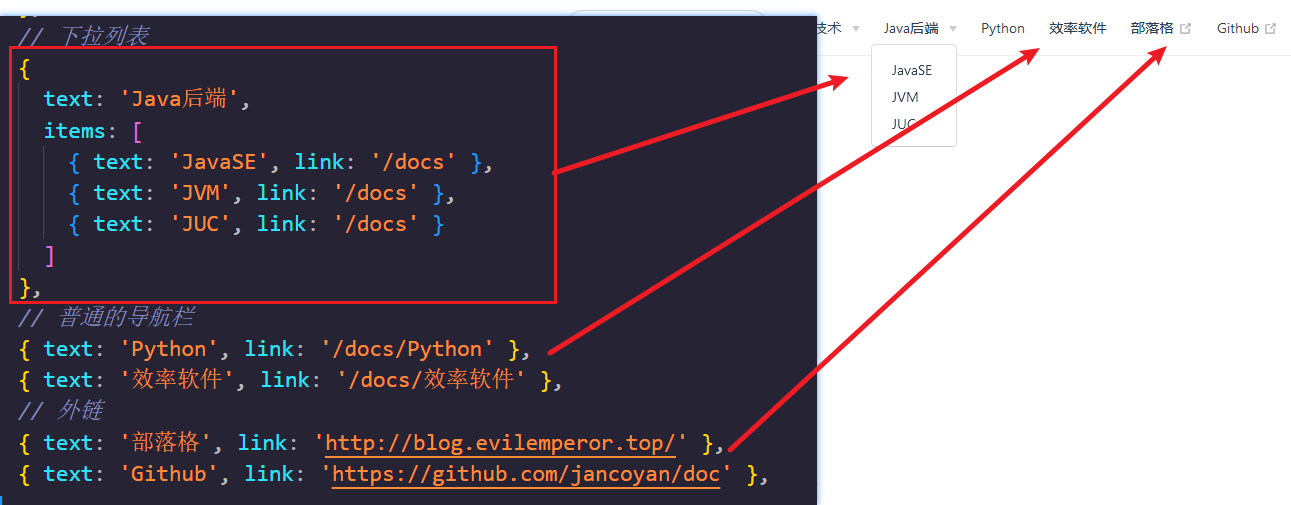 },
// 下拉列表
{
text: 'Java后端',
items: [
{ text: 'JavaSE', link: '/docs' },
{ text: 'JVM', link: '/docs' },
{ text: 'JUC', link: '/docs' }
]
},
// 普通的导航栏
{ text: 'Python', link: '/docs/Python' },
{ text: '效率软件', link: '/docs/效率软件' },
// 外链
{ text: '部落格', link: 'http://blog.evilemperor.top/' },
{ text: 'Github', link: 'https://github.com/jancoyan/doc' },
技术 Java后端 Python 效率软件 部落格 Github
JavaSE
JVM
JUC